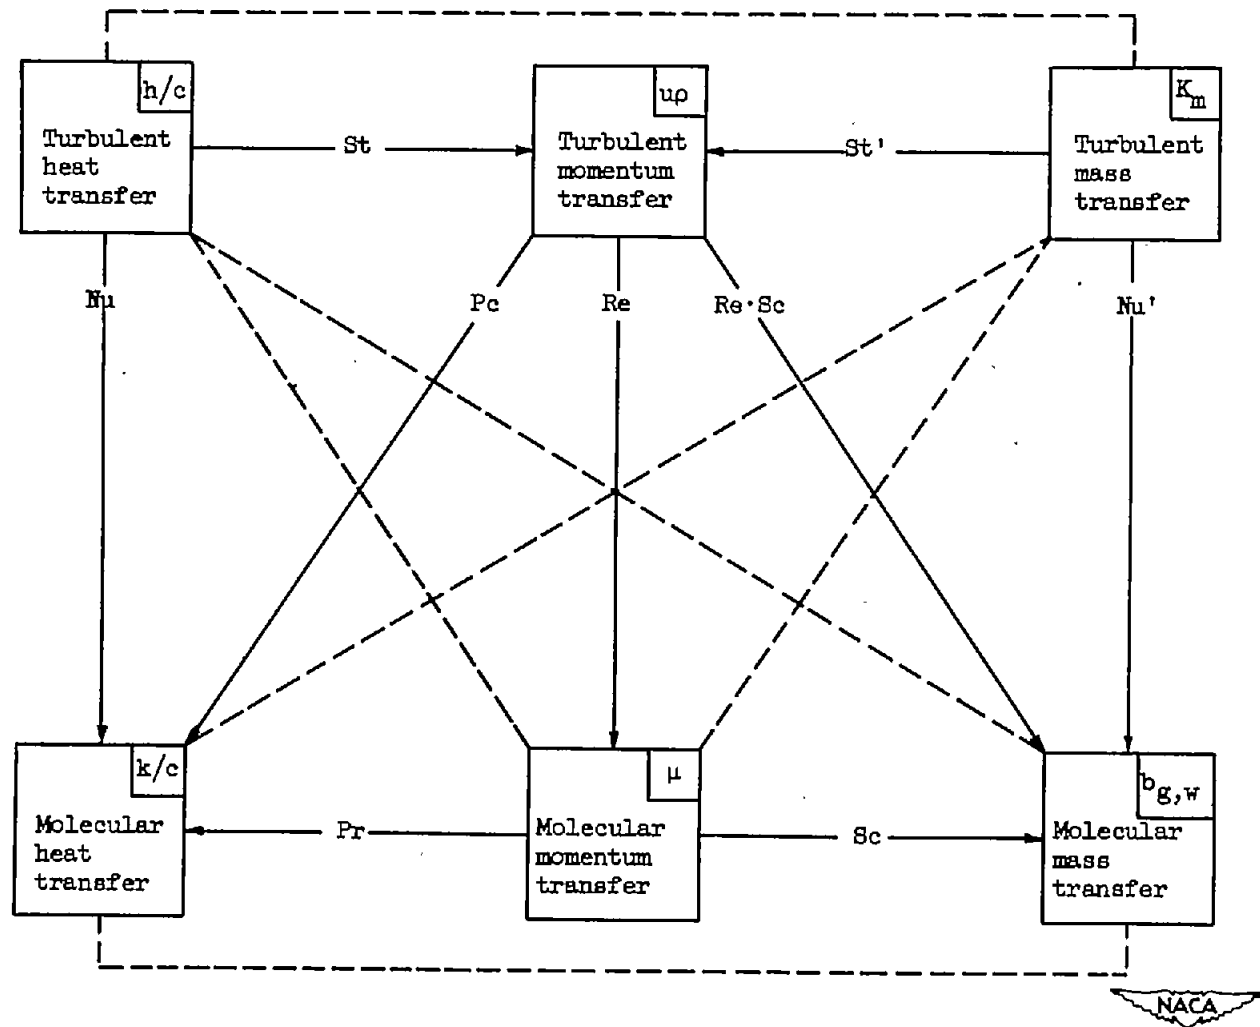 h/c
Turbulent
heat
transfer
St
uρ
Turbulent
momentum
transfer
St'
K_m
Turbulent
mass
transfer
Nu
Pc
Re
Re·Sc
Nu'
k/c
Molecular
heat
transfer
Pr
μ
Molecular
momentum
transfer
Sc
b_g,w
Molecular
mass
transfer
NACA